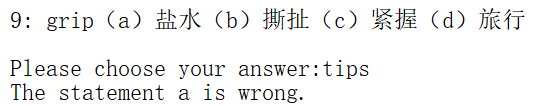 9: grip (a) 盐水 (b) 撕扯 (c) 紧握 (d) 旅行
Please choose your answer:tips
The statement a is wrong.